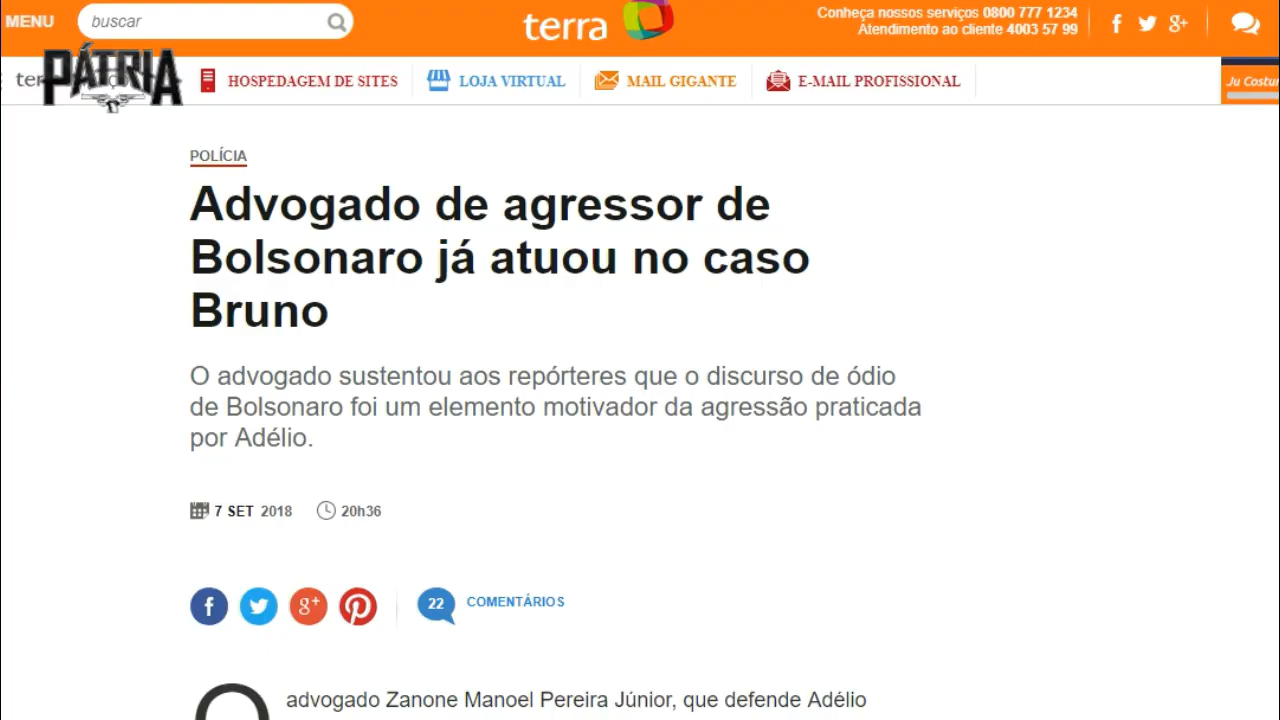 MENU
buscar
terra
Conheça nossos serviços 0800 777 1234
Atendimento ao cliente 4003 57 99
f
g+
PÁTRIA
HOSPEDAGEM DE SITES
LOJA VIRTUAL
MAIL GIGANTE
E-MAIL PROFISSIONAL
POLÍCIA
Advogado de agressor de
Bolsonaro já atuou no caso
Bruno
O advogado sustentou aos repórteres que o discurso de ódio
de Bolsonaro foi um elemento motivador da agressão praticada
por Adélio.
7 SET 2018
20h36
f
g+
22
COMENTÁRIOS
O advogado Zanone Manoel Pereira Júnior, que defende Adélio